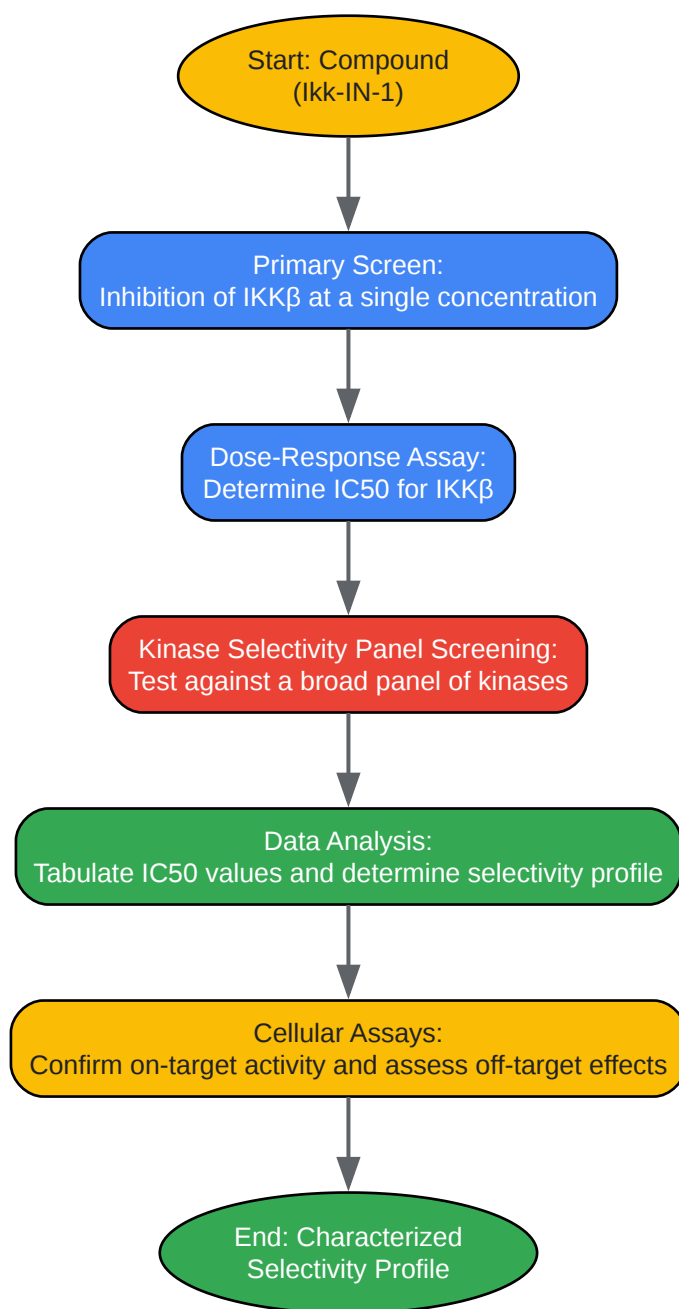 Start: Compound
(Ikk-IN-1)
Primary Screen:
Inhibition of IKKβ at a single concentration
Dose-Response Assay:
Determine IC50 for IKKβ
Kinase Selectivity Panel Screening:
Test against a broad panel of kinases
Data Analysis:
Tabulate IC50 values and determine selectivity profile
Cellular Assays:
Confirm on-target activity and assess off-target effects
End: Characterized
Selectivity Profile